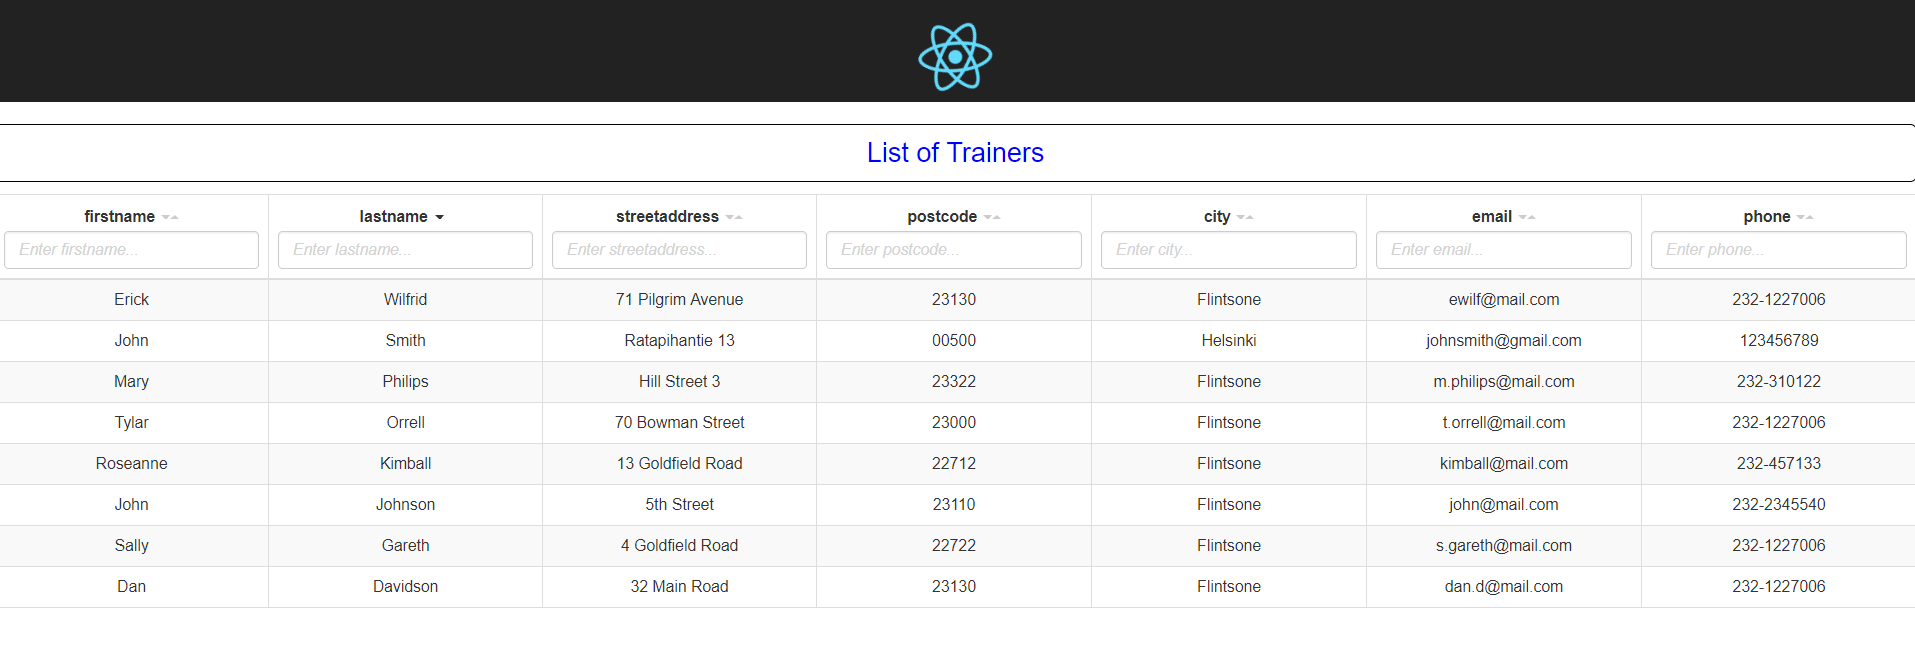 List of Trainers
firstname lastname streetaddress postcode city email phone
Enter firstname... Enter lastname... Enter streetaddress... Enter postcode... Enter city... Enter email... Enter phone...
Erick Wilfrid 71 Pilgrim Avenue 23130 Flintsone ewilf@mail.com 232-1227006
John Smith Ratapihantie 13 00500 Helsinki johnsmith@gmail.com 123456789
Mary Philips Hill Street 3 23322 Flintsone m.philips@mail.com 232-310122
Tylar Orrell 70 Bowman Street 23000 Flintsone t.orrell@mail.com 232-1227006
Roseanne Kimball 13 Goldfield Road 22712 Flintsone kimball@mail.com 232-457133
John Johnson 5th Street 23110 Flintsone john@mail.com 232-2345540
Sally Gareth 4 Goldfield Road 22722 Flintsone s.gareth@mail.com 232-1227006
Dan Davidson 32 Main Road 23130 Flintsone dan.d@mail.com 232-1227006